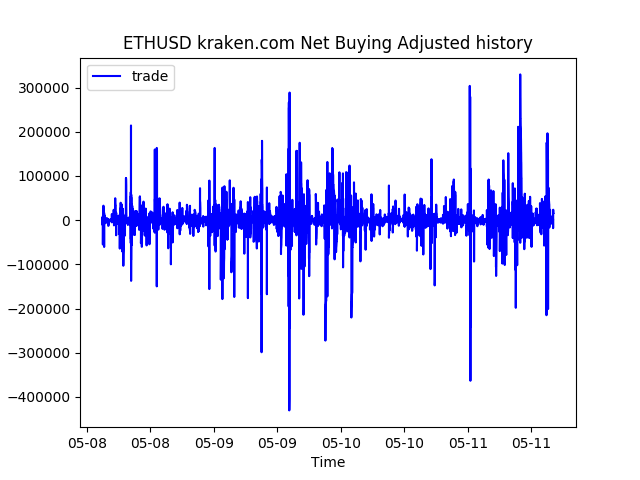 ETHUSD kraken.com Net Buying Adjusted history
trade
300000
200000
100000
0
−100000
−200000
−300000
−400000
05-08 05-08 05-09 05-09 05-10 05-10 05-11 05-11
Time